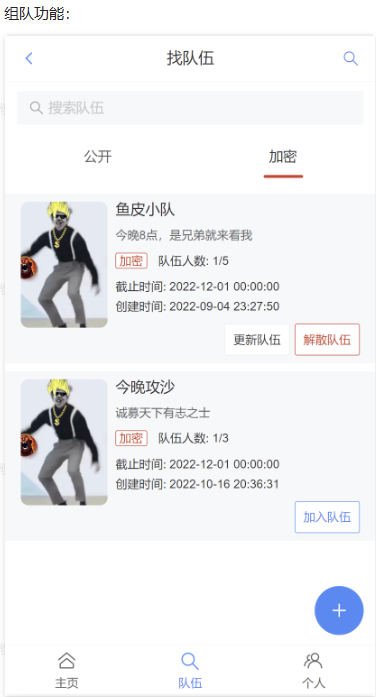 组队功能：
找队伍
搜索队伍
公开
加密
鱼皮小队
今晚8点，是兄弟就来看我
加密 队伍人数: 1/5
截止时间: 2022-12-01 00:00:00
创建时间: 2022-09-04 23:27:50
更新队伍
解散队伍
今晚攻沙
诚募天下有志之士
加密 队伍人数: 1/3
截止时间: 2022-12-01 00:00:00
创建时间: 2022-10-16 20:36:31
加入队伍
主页
队伍
个人